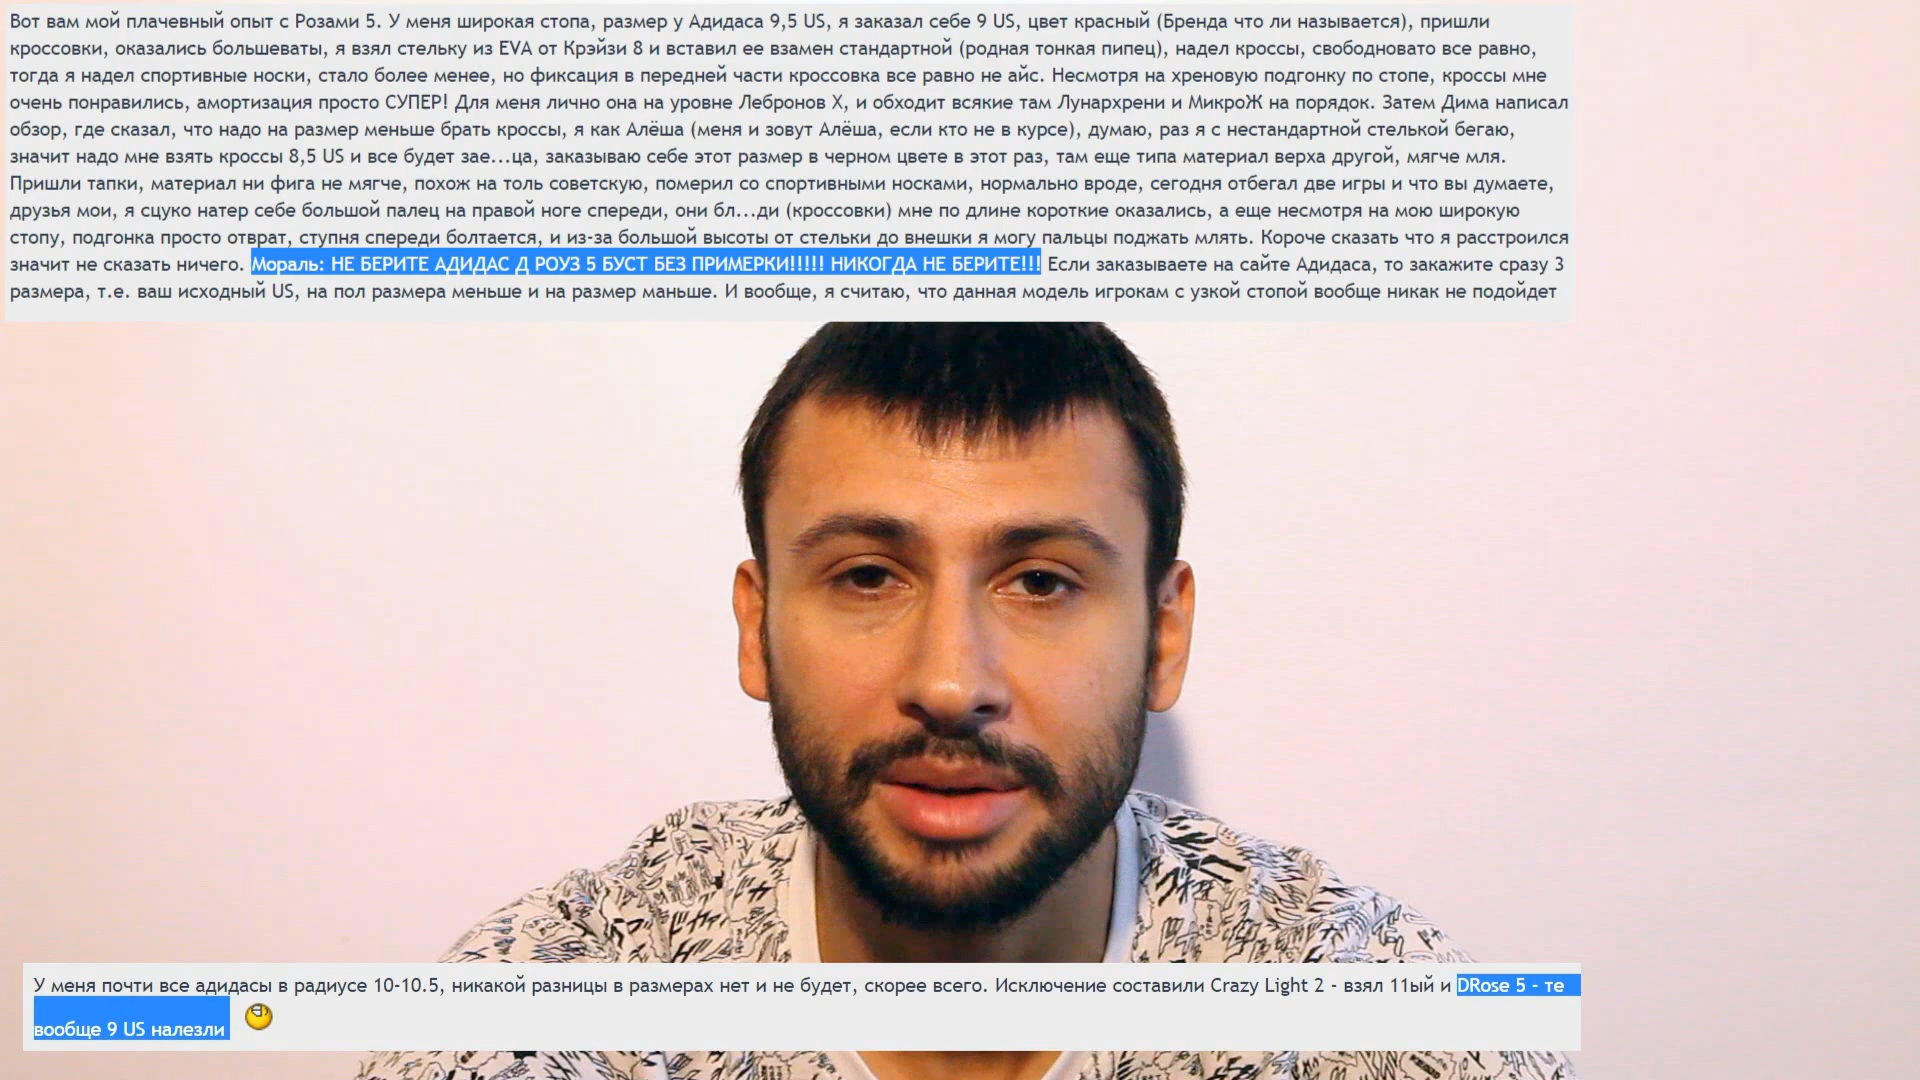 Вот вам мой плачевный опыт с Розами 5. У меня широкая стопа, размер у Адидаса 9,5 US, я заказал себе 9 US, цвет красный (Бренда что ли называется), пришли
кроссовки, оказались большеваты, я взял стельку из EVA от Крэйзи 8 и вставил ее взамен стандартной (родная тонкая пипец), надел кроссы, свободновато все равно,
тогда я надел спортивные носки, стало более менее, но фиксация в передней части кроссовка все равно не айс. Несмотря на хреновую подгонку по стопе, кроссы мне
очень понравились, амортизация просто СУПЕР! Для меня лично она на уровне Лебронов X, и обходит всякие там Лунархрени и МикроЖ на порядок. Затем Дима написал
обзор, где сказал, что надо на размер меньше брать кроссы, я как Алёша (меня и зовут Алёша, если кто не в курсе), думаю, раз я с нестандартной стелькой бегаю,
значит надо мне взять кроссы 8,5 US и все будет зае...ца, заказываю себе этот размер в черном цвете в этот раз, там еще типа материал верха другой, мягче мля.
Пришли тапки, материал ни фига не мягче, похож на толь советскую, померил со спортивными носками, нормально вроде, сегодня отбегал две игры и что вы думаете,
друзья мои, я сцуко натер себе большой палец на правой ноге спереди, они бл...ди (кроссовки) мне по длине короткие оказались, а еще несмотря на мою широкую
стопу, подгонка просто отврат, ступня спереди болтается, и из-за большой высоты от стельки до внешки я могу пальцы поджать млять. Короче сказать что я расстроился
значит не сказать ничего. Мораль: НЕ БЕРИТЕ АДИДАС Д РОУЗ 5 БУСТ БЕЗ ПРИМЕРКИ!!!!! НИКОГДА НЕ БЕРИТЕ!!! Если заказываете на сайте Адидаса, то закажите сразу 3
размера, т.е. ваш исходный US, на пол размера меньше и на размер маньше. И вообще, я считаю, что данная модель игрокам с узкой стопой вообще никак не подойдет
У меня почти все адидасы в радиусе 10-10.5, никакой разницы в размерах нет и не будет, скорее всего. Исключение составили Crazy Light 2 - взял 11ый и DRose 5 - те
вообще 9 US налезли